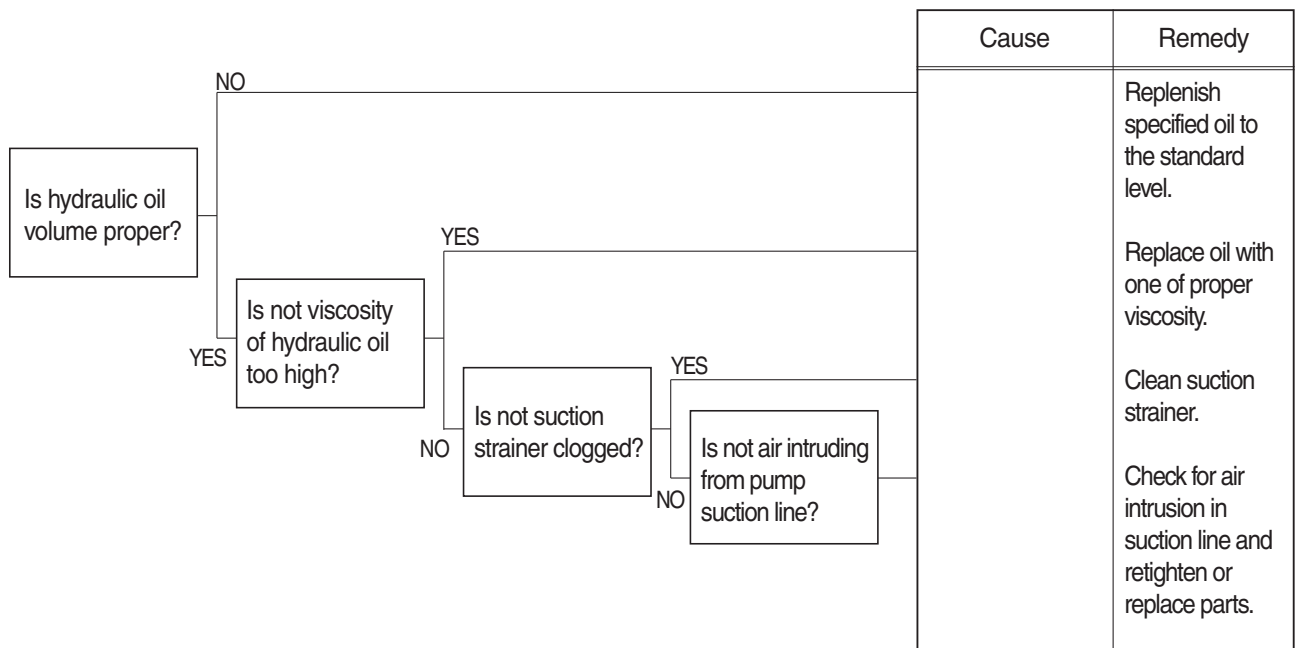 Cause
Remedy
NO
Replenish
specified oil to
the standard
level.
Is hydraulic oil
volume proper?
YES
Replace oil with
one of proper
viscosity.
YES
Is not viscosity
of hydraulic oil
too high?
YES
Clean suction
strainer.
NO
Is not suction
strainer clogged?
NO
Is not air intruding
from pump
suction line?
Check for air
intrusion in
suction line and
retighten or
replace parts.